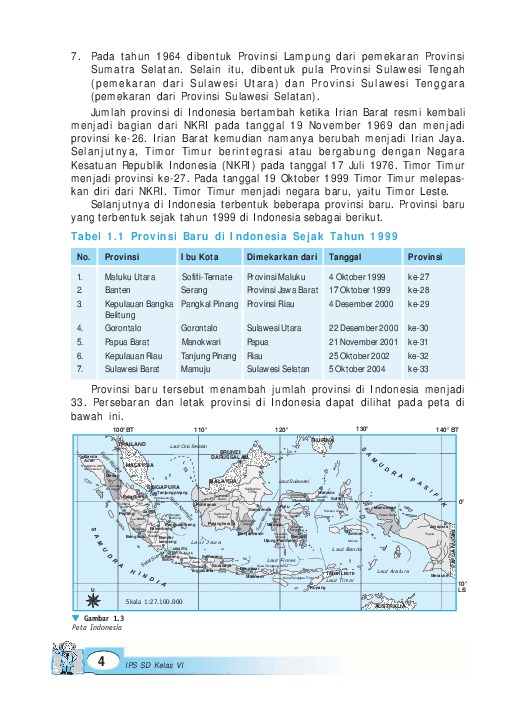 7. Pada tahun 1964 dibentuk Provinsi Lampung dari pemekaran Provinsi
Sumatra Selatan. Selain itu, dibentuk pula Provinsi Sulawesi Tengah
(pemekaran dari Sulawesi Utara) dan Provinsi Sulawesi Tenggara
(pemekaran dari Provinsi Sulawesi Selatan).
Jumlah provinsi di Indonesia bertambah ketika Irian Barat resmi kembali
menjadi bagian dari NKRI pada tanggal 19 November 1969 dan menjadi
provinsi ke-26. Irian Barat kemudian namanya berubah menjadi Irian Jaya.
Selanjutnya, Timor Timur berintegrasi atau bergabung dengan Negara
Kesatuan Republik Indonesia (NKRI) pada tanggal 17 Juli 1976. Timor Timur
menjadi provinsi ke-27. Pada tanggal 19 Oktober 1999 Timor Timur melepas-
kan diri dari NKRI. Timor Timur menjadi negara baru, yaitu Timor Leste.
Selanjutnya di Indonesia terbentuk beberapa provinsi baru. Provinsi baru
yang terbentuk sejak tahun 1999 di Indonesia sebagai berikut.
Tabel 1.1 Provinsi Baru di Indonesia Sejak Tahun 1999
No. Provinsi Ibu Kota Dimekarkan dari Tanggal Provinsi
1. Maluku Utara Sofifi-Ternate Provinsi Maluku 4 Oktober 1999 ke-27
2. Banten Serang Provinsi Jawa Barat 17 Oktober 1999 ke-28
3. Kepulauan Bangka Pangkal Pinang Provinsi Riau 4 Desember 2000 ke-29
Belitung
4. Gorontalo Gorontalo Sulawesi Utara 22 Desember 2000 ke-30
5. Papua Barat Manokwari Papua 21 November 2001 ke-31
6. Kepulauan Riau Tanjung Pinang Riau 25 Oktober 2002 ke-32
7. Sulawesi Barat Mamuju Sulawesi Selatan 5 Oktober 2004 ke-33
Provinsi baru tersebut menambah jumlah provinsi di Indonesia menjadi
33. Persebaran dan letak provinsi di Indonesia dapat dilihat pada peta di
bawah ini.
100°BT 110° 120° 130° 140° BT
THAILAND
Laut Cina Selatan
BRUNEI
DARUSSALAM
MALAYSIA
MALAYSIA
SINGAPURA
Laut Sulawesi
SAMUDRA PASIFIK
0°
Laut Jawa
Laut Banda
SAMUDRA HINDIA
Laut Flores
Laut Arafura
TIMOR LESTE
Laut Timor
Kupang
Merauke
10°
LS
AUSTRALIA
Skala 1:27.100.000
Gambar 1.3
Peta Indonesia
4 IPS SD Kelas VI